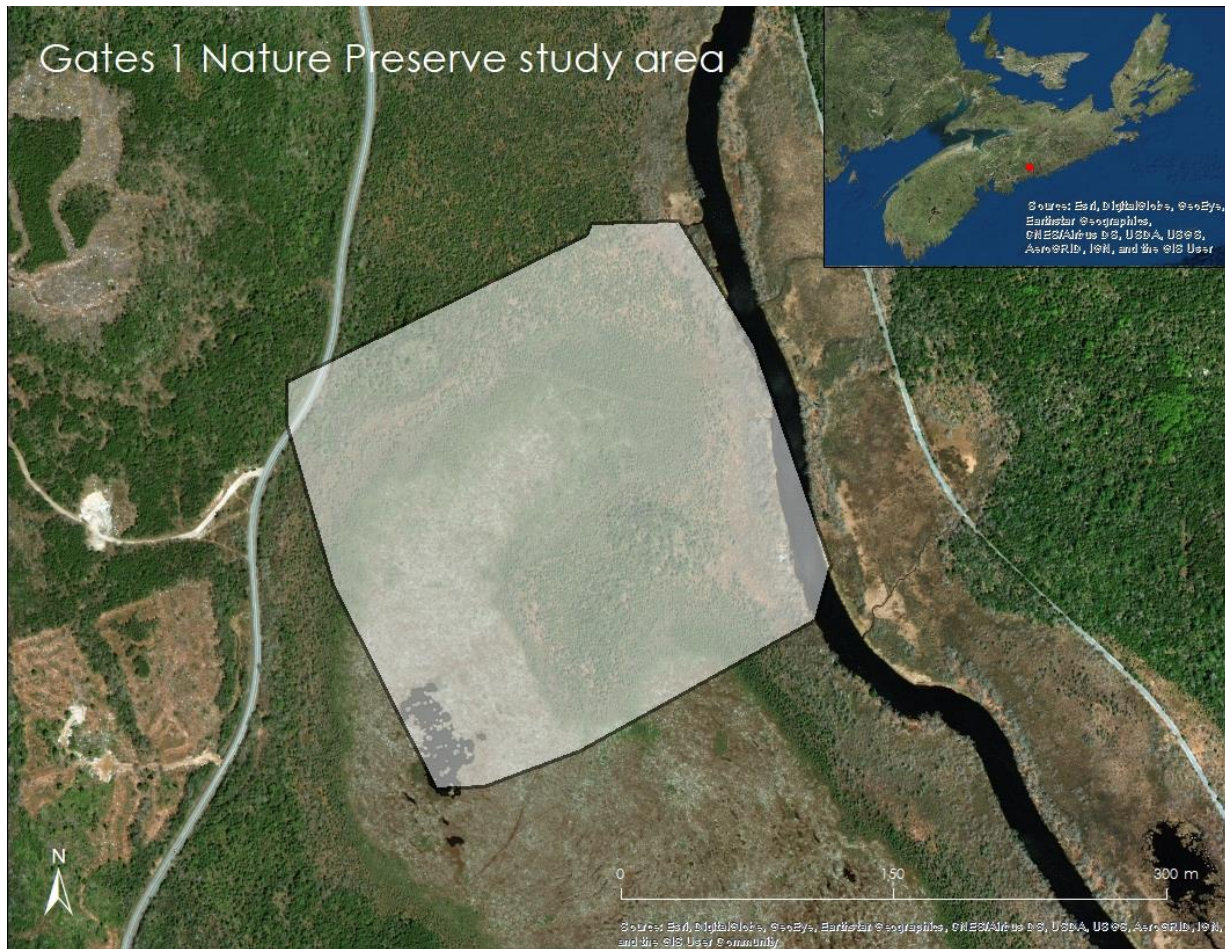 Gates 1 Nature Preserve study area
Source: Esri, DigitalGlobe, GeoEye,
Earthstar Geographics,
CNES/Airbus DS, USDA, USGS,
AeroGRID, IGN, and the GIS User
N
0 150 300 m
Source: Esri, DigitalGlobe, GeoEye, Earthstar Geographics, CNES/Airbus DS, USDA, USGS, AeroGRID, IGN,
and the GIS User Community